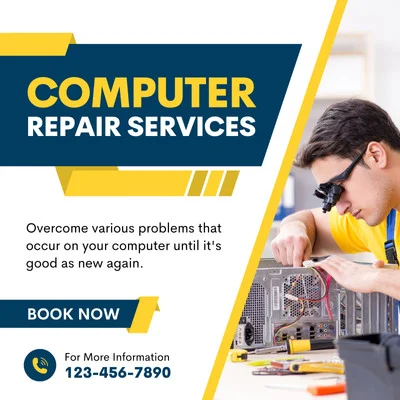 COMPUTER
REPAIR SERVICES
Overcome various problems that
occur on your computer until it's
good as new again.
BOOK NOW
For More Information
123-456-7890